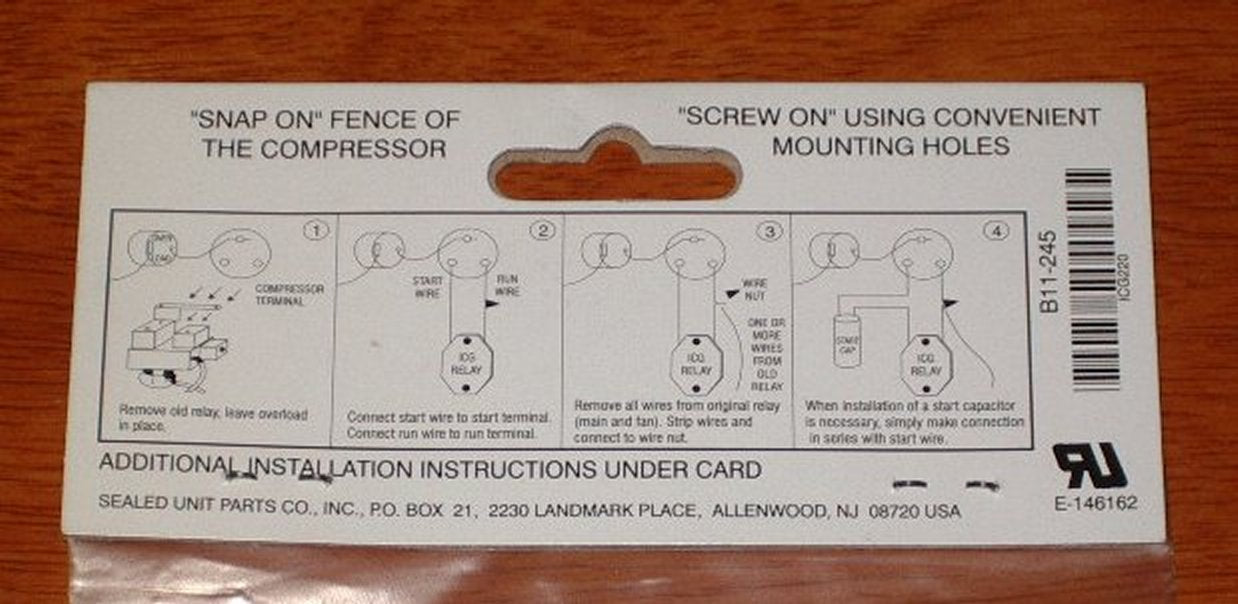 "SNAP ON" FENCE OF
THE COMPRESSOR
"SCREW ON" USING CONVENIENT
MOUNTING HOLES
1
COMPRESSOR
TERMINAL
Remove old relay, leave overload
in place.
2
START
WIRE
RUN
WIRE
ICG
RELAY
Connect start wire to start terminal.
Connect run wire to run terminal.
3
WIRE
NUT
ONE OR
MORE
WIRES
FROM
OLD
RELAY
ICG
RELAY
Remove all wires from original relay
(main and fan). Strip wires and
connect to wire nut.
4
START
CAP
ICG
RELAY
When installation of a start capacitor
is necessary, simply make connection
in series with start wire.
B11-245
ICG220
ADDITIONAL INSTALLATION INSTRUCTIONS UNDER CARD
SEALED UNIT PARTS CO., INC., P.O. BOX 21, 2230 LANDMARK PLACE, ALLENWOOD, NJ 08720 USA
E-146162